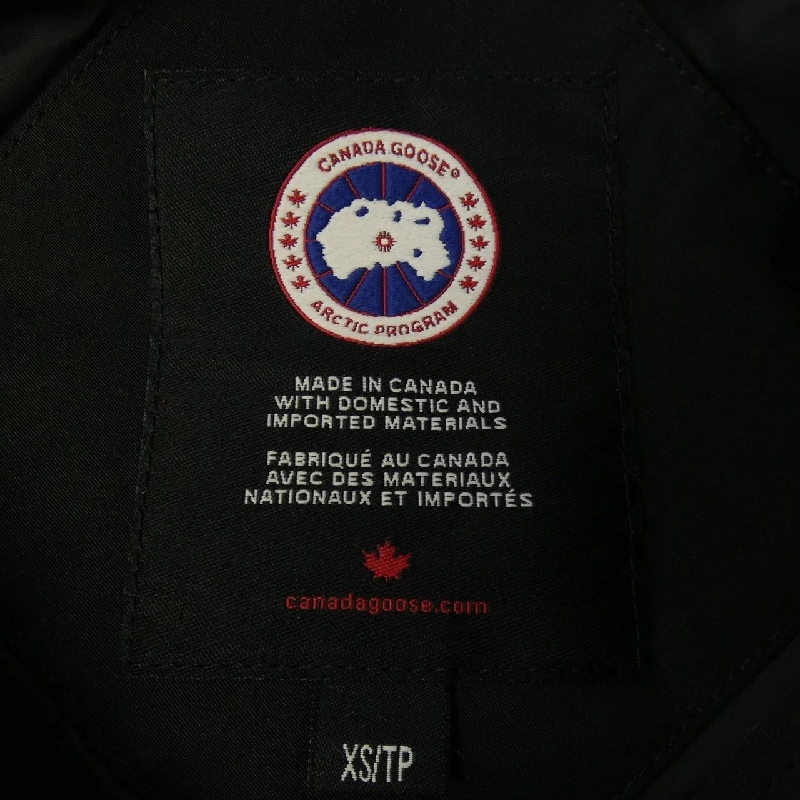 CANADA GOOSE®
ARCTIC PROGRAM
MADE IN CANADA
WITH DOMESTIC AND
IMPORTED MATERIALS
FABRIQUÉ AU CANADA
AVEC DES MATERIAUX
NATIONAUX ET IMPORTÉS
canadagoose.com
XS/TP